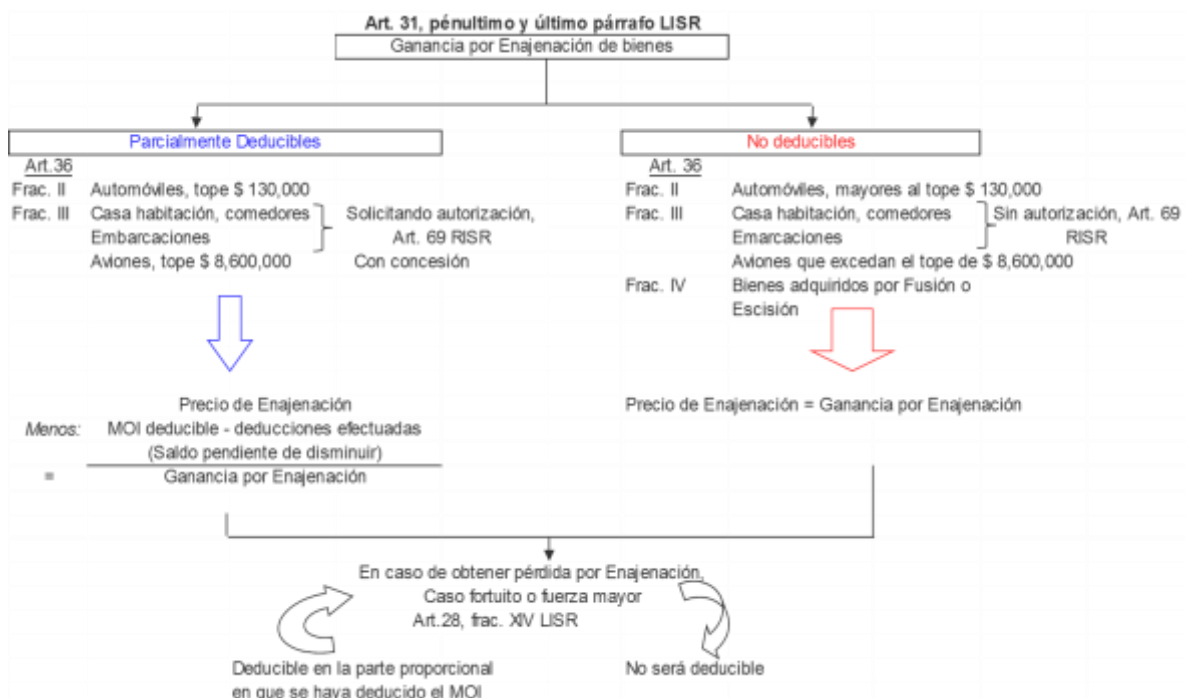 Art. 31, pénultimo y último párrafo LISR
Ganancia por Enajenación de bienes
Parcialmente Deducibles
Art.36
Frac. II Automóviles, tope $ 130,000
Frac. III Casa habitación, comedores
Embarcaciones
Solicitando autorización,
Art. 69 RISR
Aviones, tope $ 8,600,000 Con concesión
Precio de Enajenación
Menos: MOI deducible - deducciones efectuadas
(Saldo pendiente de disminuir)
= Ganancia por Enajenación
No deducibles
Art. 36
Frac. II Automóviles, mayores al tope $ 130,000
Frac. III Casa habitación, comedores
Emarcaciones
Sin autorización, Art. 69
RISR
Aviones que excedan el tope de $ 8,600,000
Frac. IV Bienes adquiridos por Fusión o
Escisión
Precio de Enajenación = Ganancia por Enajenación
En caso de obtener pérdida por Enajenación,
Caso fortuito o fuerza mayor
Art.28, frac. XIV LISR
Deducible en la parte proporcional
en que se haya deducido el MOI
No será deducible